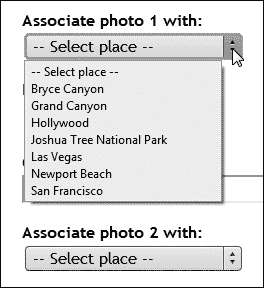 Associate photo 1 with:
-- Select place --
-- Select place --
Bryce Canyon
Grand Canyon
Hollywood
Joshua Tree National Park
Las Vegas
Newport Beach
San Francisco
Associate photo 2 with:
-- Select place --